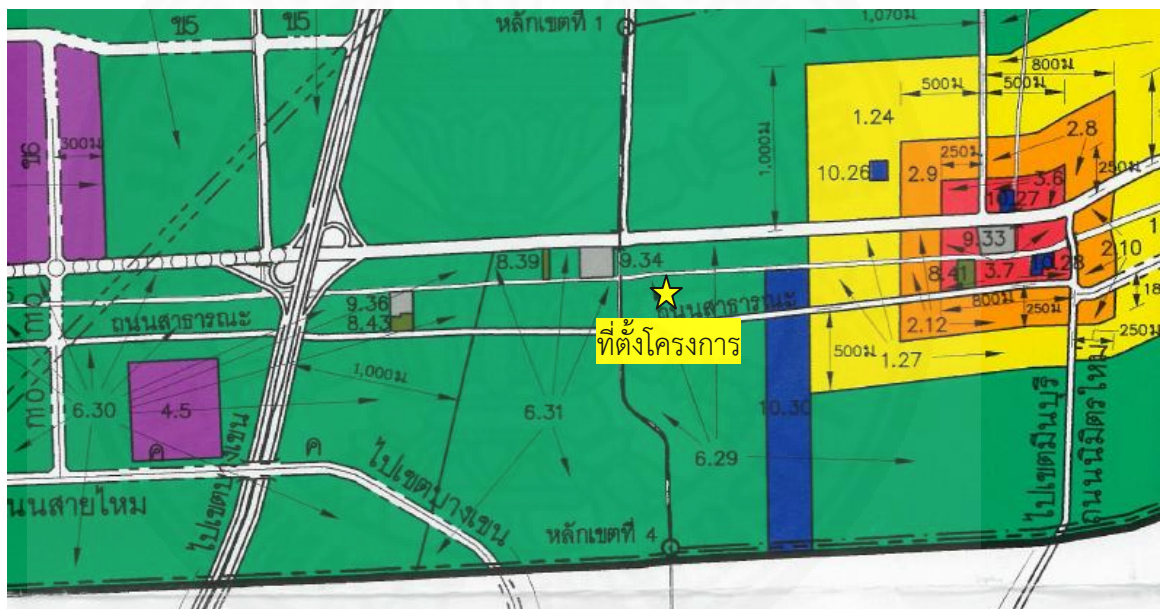 ข5
ข5
หลักเขตที่ 1
1,070ม
800ม
500ม
500ม
1.24
2.8
300ม
ข6
1,000ม
250ม
2.9
3.6
250ม
10.26
10.27
9.33
8.39
9.34
8.41
3.7
10.28
2.10
9.36
8.43
ถนนสาธารณะ
ถนนสาธารณะ
800ม
250ม
18
2.12
250ม
ที่ตั้งโครงการ
500ม
1.27
1,000ม
6.30
4.5
6.31
10.30
6.29
ค
ค
ไปเขตบางเขน
ไปเขตบางเขน
นนสายไหม
หลักเขตที่ 4
ไปเขตมีนบุรี
ถนนนิมิตรใหม่